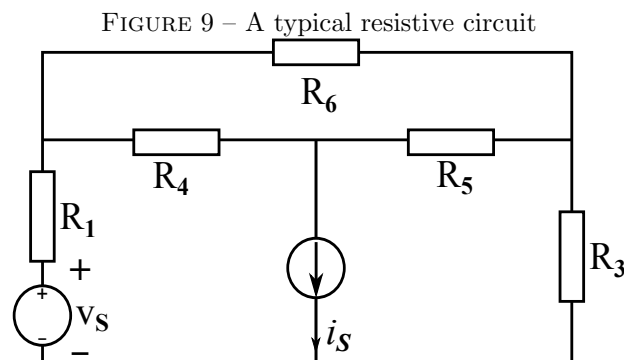 FIGURE 9 – A typical resistive circuit
R6
R4
R5
R1
R3
+
+
vS
-
−
iS